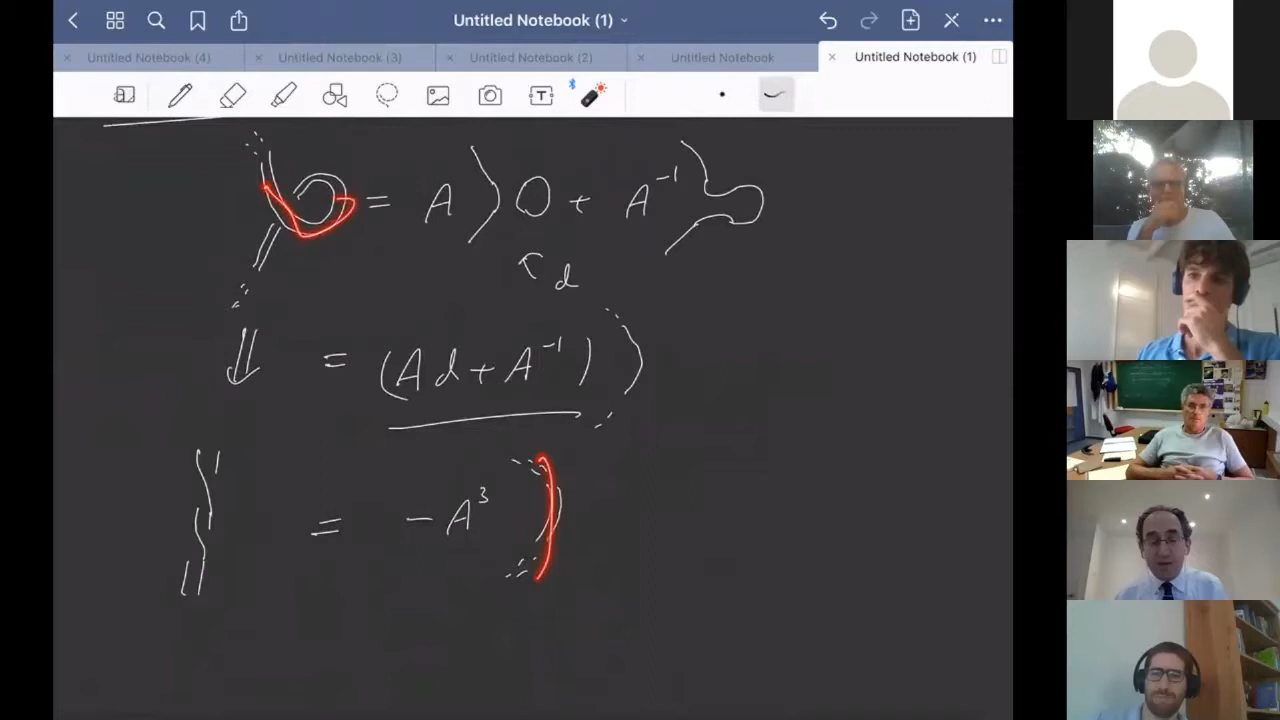 Untitled Notebook (1)
Untitled Notebook (4) Untitled Notebook (3) Untitled Notebook (2) Untitled Notebook Untitled Notebook (1)
T
= A ) O + A⁻¹
d
= (Ad + A⁻¹) )
= - A³ )